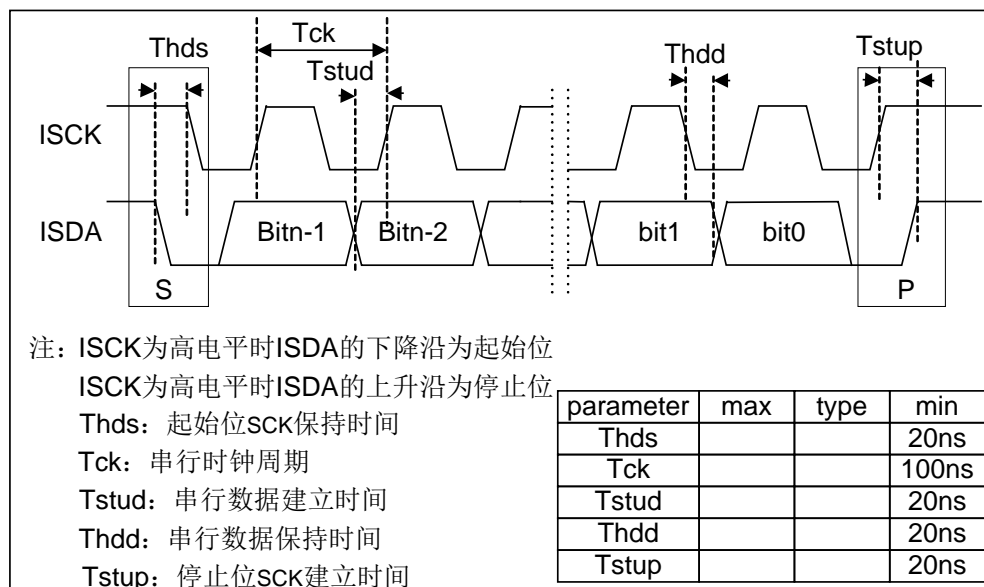 Thds
Tck
Tstud
Thdd
Tstup
ISCK
ISDA
Bitn-1
Bitn-2
bit1
bit0
S
P
注：ISCK为高电平时ISDA的下降沿为起始位
ISCK为高电平时ISDA的上升沿为停止位
Thds：起始位SCK保持时间
Tck：串行时钟周期
Tstud：串行数据建立时间
Thdd：串行数据保持时间
Tstup：停止位SCK建立时间
parameter max type min
Thds 20ns
Tck 100ns
Tstud 20ns
Thdd 20ns
Tstup 20ns